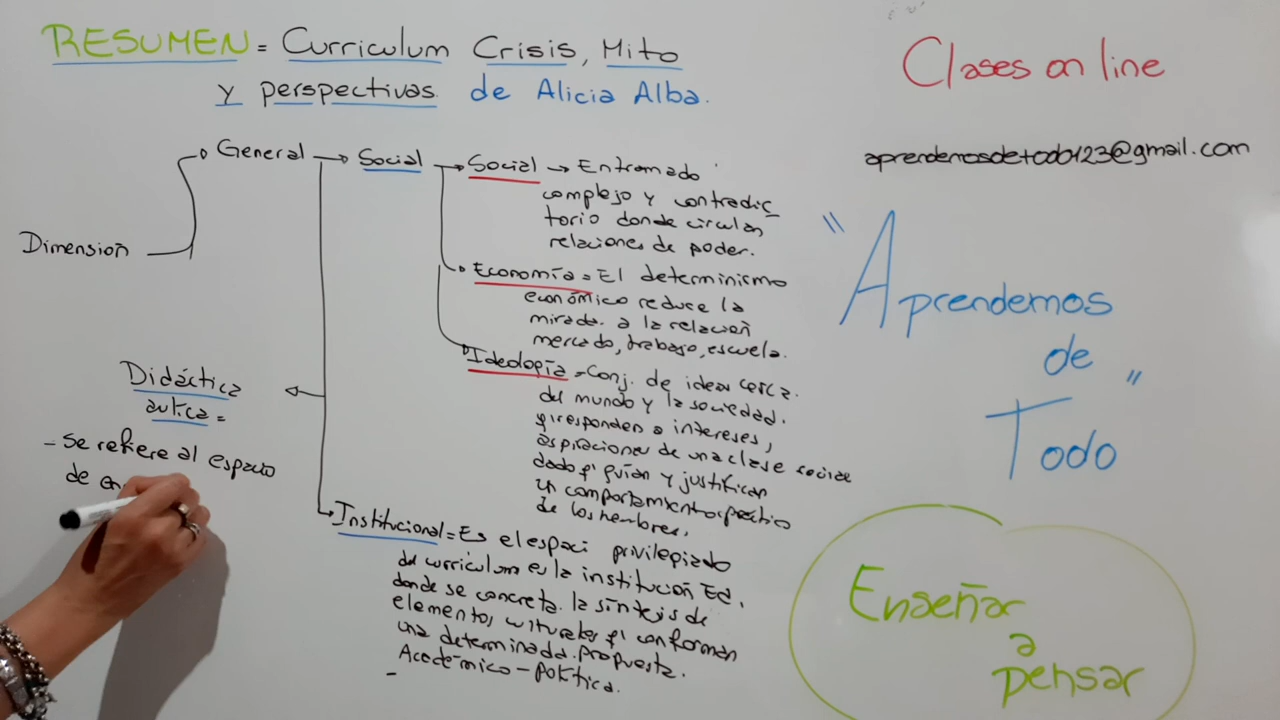 RESUMEN = Curriculum Crisis, Mito
y perspectivas de Alicia Alba.
Clases on line
aprendemosdetodo123@gmail.com
"Aprendemos
de
Todo"
Enseñar
a
pensar
Dimensión
General → Social → Social → Entramado
complejo y contradic
torio donde circulan
relaciones de poder.
Economía = El determinismo
económico reduce la
mirada a la relación
mercado, trabajo, escuela.
Ideología = Conj. de ideas cerca
del mundo y la sociedad.
q' responden a intereses,
aspiraciones de una clase social
dado q' guían y justifican
un comportamiento práctico
de los hombres.
Didáctica
aulica =
- Se refiere al espacio
de en
Institucional = Es el espaci privilegiado
del curriculum es la institución Ed.
donde se concreta la síntesis de
elementos culturales q' conforman
una determinada propuesta.
Académico - política.
-